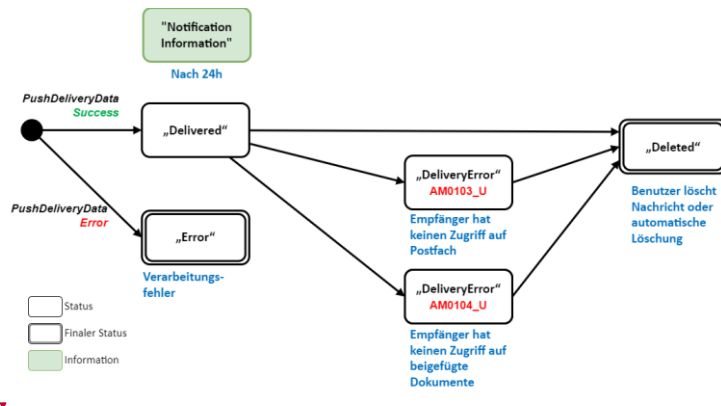 "Notification
Information"
Nach 24h
PushDeliveryData
Success
„Delivered“
„Deleted“
„DeliveryError“
AM0103_U
Benutzer löscht
Nachricht oder
automatische
Löschung
PushDeliveryData
Error
Empfänger hat
keinen Zugriff auf
Postfach
„Error“
Verarbeitungs-
fehler
„DeliveryError“
AM0104_U
Status
Finaler Status
Information
Empfänger hat
keinen Zugriff auf
beigefügte
Dokumente